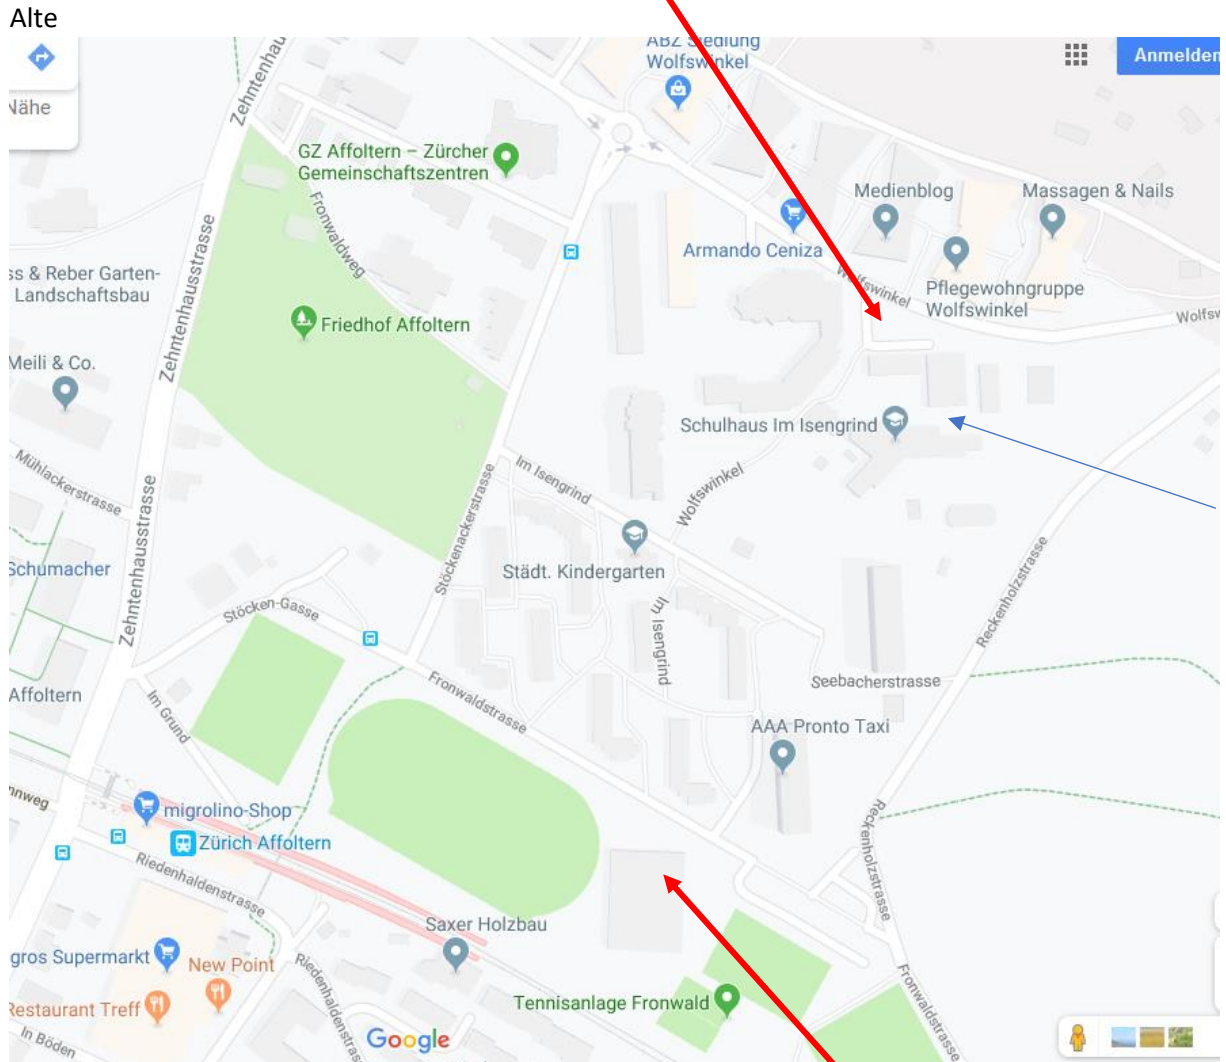 Alte
ABZ Siedlung
Wolfswinkel
Anmelden
Nähe
Zehntenhau
GZ Affoltern – Zürcher
Gemeinschaftszentren
Fronwaldweg
Medienblog
Massagen & Nails
Armando Ceniza
Wolfswinkel
Pflegewohngruppe
Wolfswinkel
Wolfsw
ss & Reber Garten-
Landschaftsbau
Zehntenhausstrasse
Friedhof Affoltern
Meili & Co.
Schulhaus Im Isengrind
Mühlackerstrasse
Im Isengrind
Wolfswinkel
Stöckenackerstrasse
Zehntenhausstrasse
Städt. Kindergarten
Reckenholzstrasse
Schumacher
Stöcken-Gasse
Im Isengrind
Affoltern
Im Grund
Fronwaldstrasse
Seebacherstrasse
AAA Pronto Taxi
nnweg
migrolino-Shop
Zürich Affoltern
Reckenholzstrasse
Riedenhaldenstrasse
Saxer Holzbau
gros Supermarkt
New Point
Riedenhaldenstras
Restaurant Treff
Tennisanlage Fronwald
Fronwaldstrasse
In Böden
Google